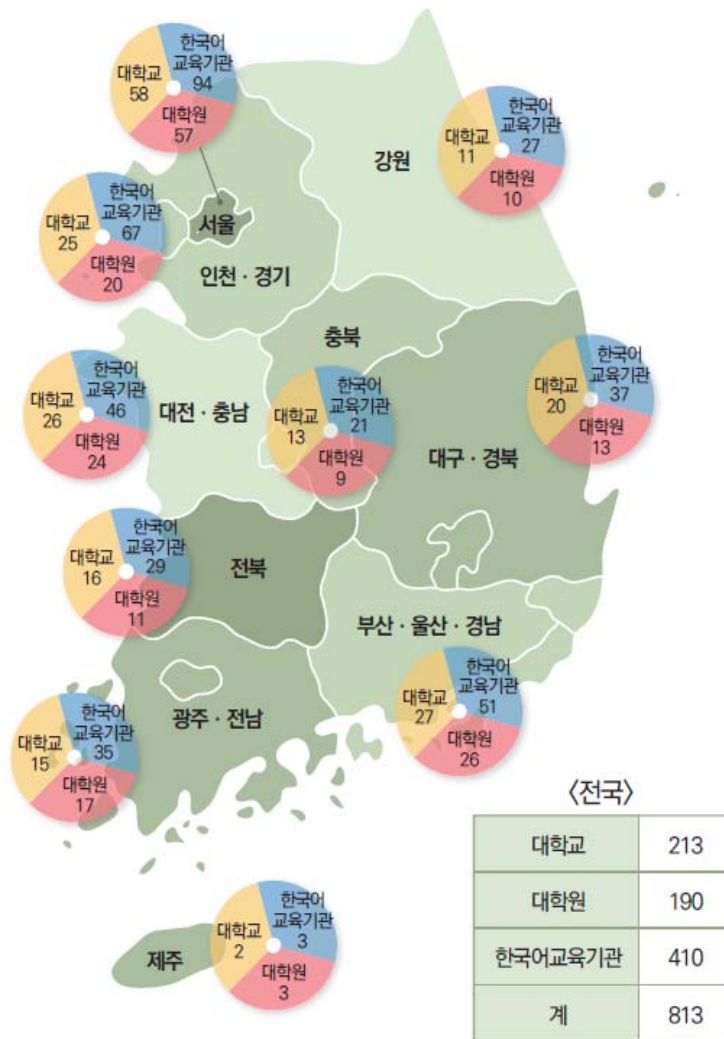 대학교
58
한국어
교육기관
94
대학원
57
서울
대학교
11
한국어
교육기관
27
대학원
10
강원
대학교
25
한국어
교육기관
67
대학원
20
인천 · 경기
충북
대학교
26
한국어
교육기관
46
대학원
24
대전 · 충남
대학교
13
한국어
교육기관
21
대학원
9
대학교
20
한국어
교육기관
37
대학원
13
대구 · 경북
대학교
16
한국어
교육기관
29
대학원
11
전북
부산 · 울산 · 경남
대학교
27
한국어
교육기관
51
대학원
26
대학교
15
한국어
교육기관
35
대학원
17
광주 · 전남
대학교
2
한국어
교육기관
3
대학원
3
제주
〈전국〉
대학교 213
대학원 190
한국어교육기관 410
계 813